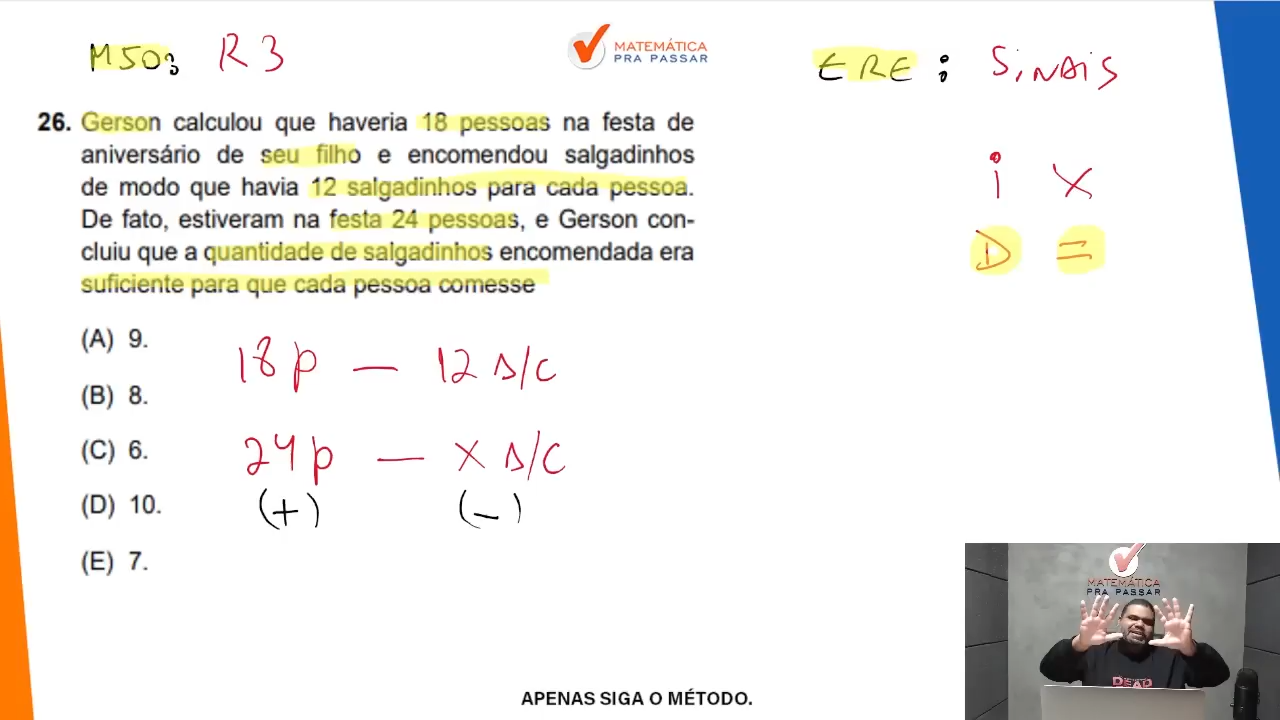 M50: R3
MATEMÁTICA
PRA PASSAR
ERE : SiNAiS
26. Gerson calculou que haveria 18 pessoas na festa de
aniversário de seu filho e encomendou salgadinhos
de modo que havia 12 salgadinhos para cada pessoa.
De fato, estiveram na festa 24 pessoas, e Gerson con-
cluiu que a quantidade de salgadinhos encomendada era
suficiente para que cada pessoa comesse
i X
D =
(A) 9.
(B) 8.
(C) 6.
(D) 10.
(E) 7.
18 p — 12 s/c
24 p — x s/c
(+) (−)
MATEMÁTICA
PRA PASSAR
APENAS SIGA O MÉTODO.